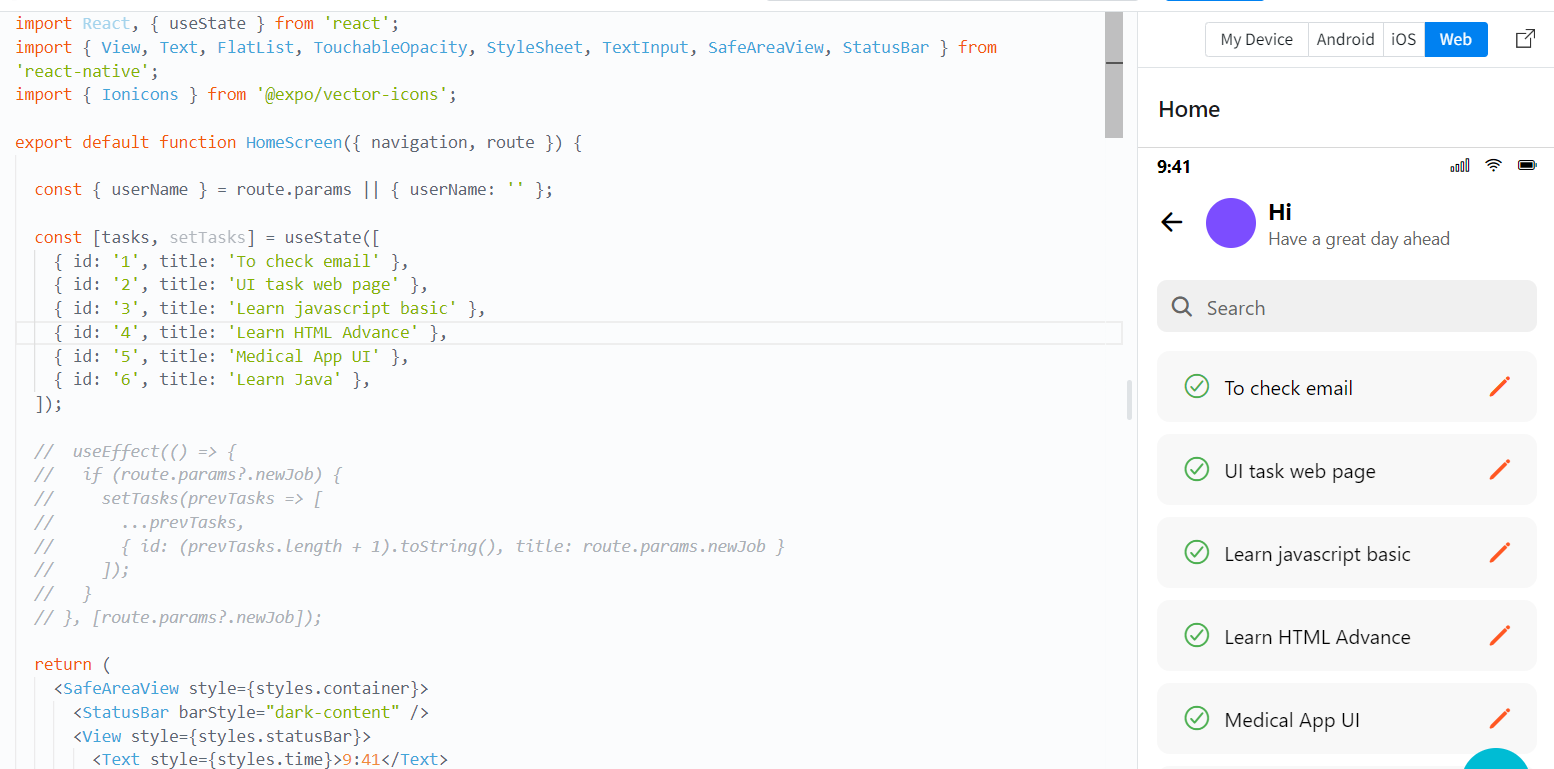 import React, { useState } from 'react';
import { View, Text, FlatList, TouchableOpacity, StyleSheet, TextInput, SafeAreaView, StatusBar } from
'react-native';
import { Ionicons } from '@expo/vector-icons';
export default function HomeScreen({ navigation, route }) {
const { userName } = route.params || { userName: '' };
const [tasks, setTasks] = useState([
{ id: '1', title: 'To check email' },
{ id: '2', title: 'UI task web page' },
{ id: '3', title: 'Learn javascript basic' },
{ id: '4', title: 'Learn HTML Advance' },
{ id: '5', title: 'Medical App UI' },
{ id: '6', title: 'Learn Java' },
]);
// useEffect(() => {
// if (route.params?.newJob) {
// setTasks(prevTasks => [
// ...prevTasks,
// { id: (prevTasks.length + 1).toString(), title: route.params.newJob }
// ]);
// }
// }, [route.params?.newJob]);
return (
<SafeAreaView style={styles.container}>
<StatusBar barStyle="dark-content" />
<View style={styles.statusBar}>
<Text style={styles.time}>9:41</Text>
My Device Android iOS Web
Home
9:41
Hi
Have a great day ahead
Search
To check email
UI task web page
Learn javascript basic
Learn HTML Advance
Medical App UI